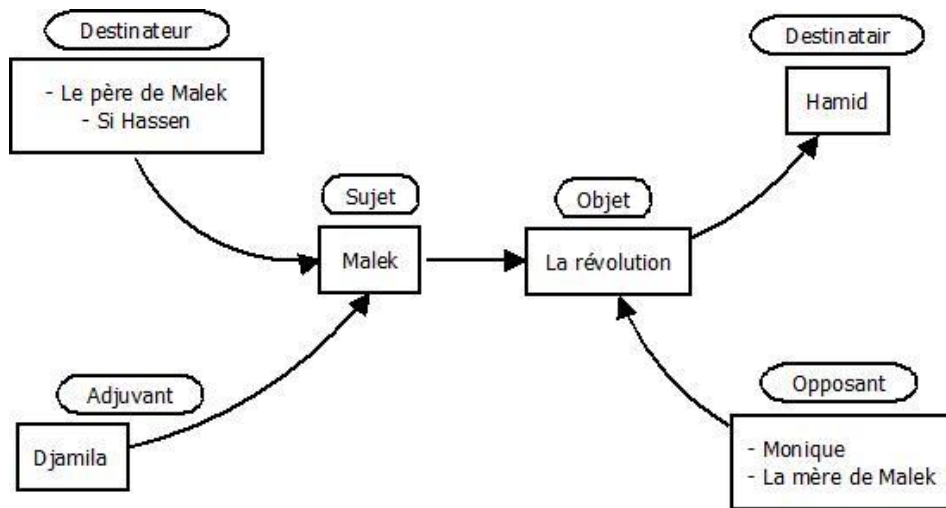 Destinateur
- Le père de Malek
- Si Hassen
Destinatair
Hamid
Sujet
Malek
Objet
La révolution
Adjuvant
Djamila
Opposant
- Monique
- La mère de Malek